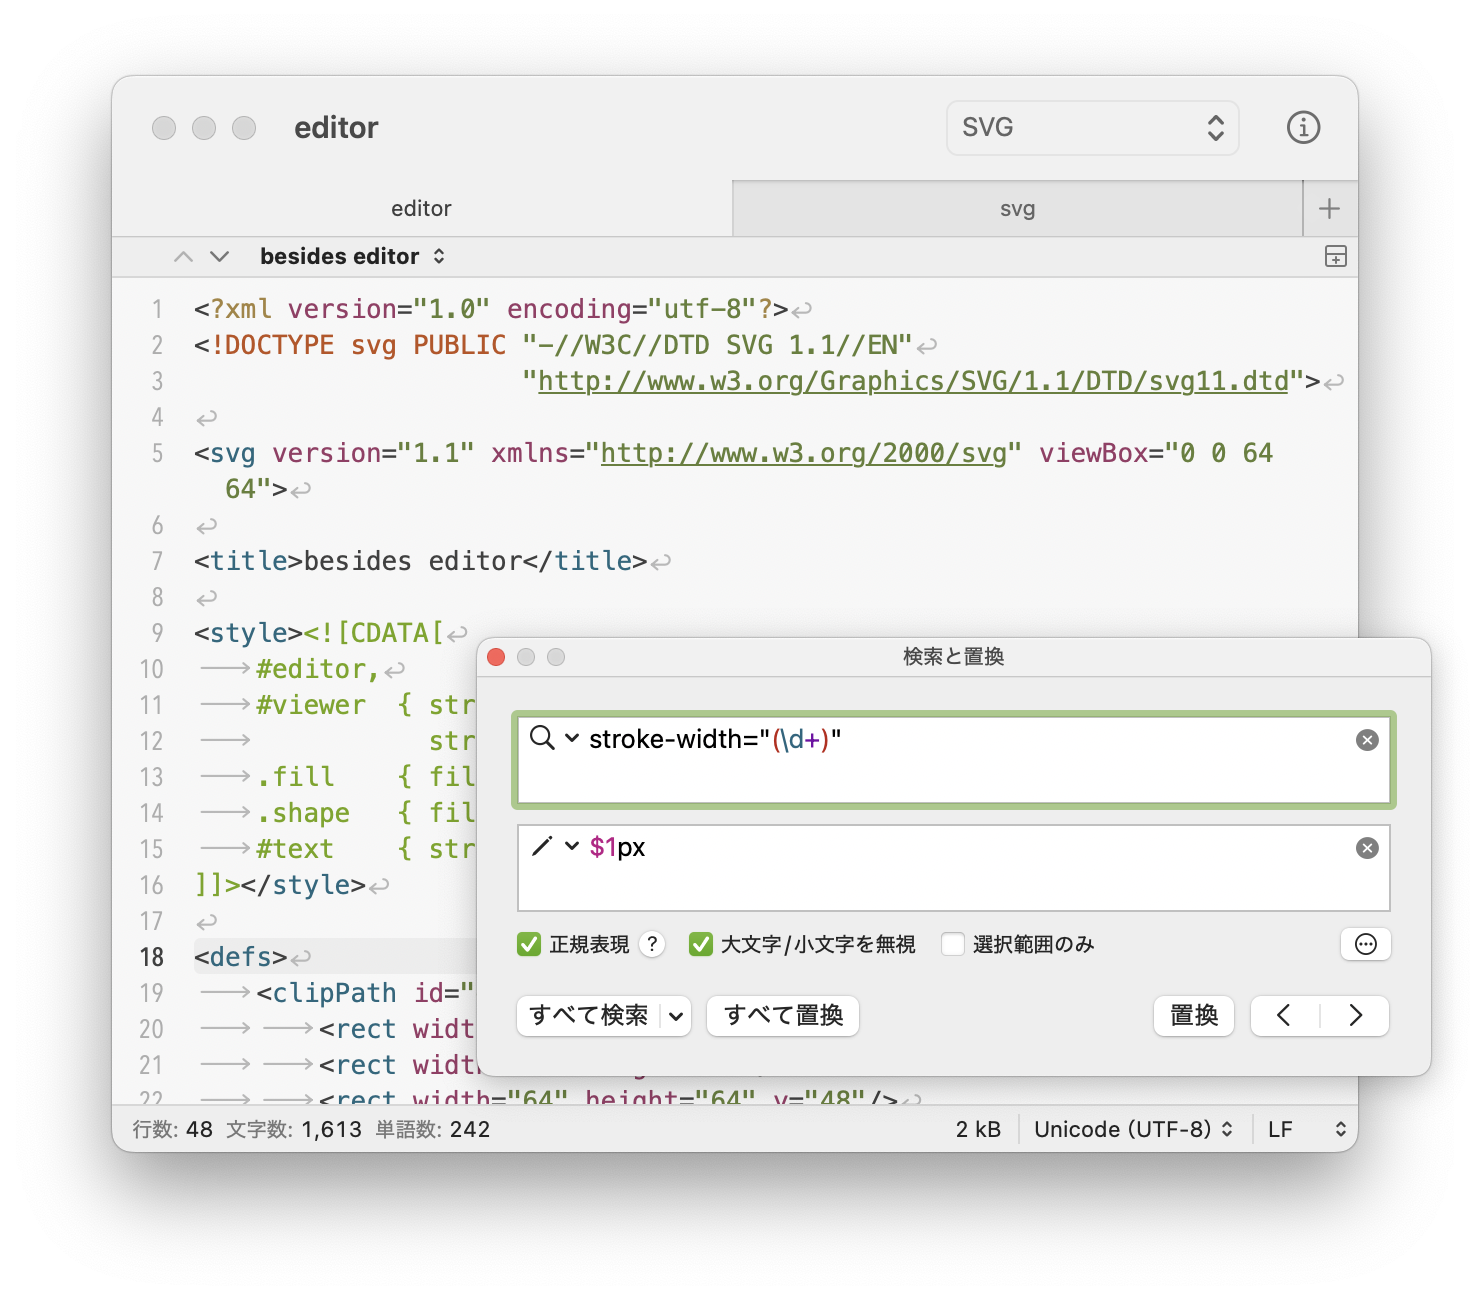 editor
SVG
editor
svg
besides editor
1 <?xml version="1.0" encoding="utf-8"?>
2 <!DOCTYPE svg PUBLIC "-//W3C//DTD SVG 1.1//EN"
3 "http://www.w3.org/Graphics/SVG/1.1/DTD/svg11.dtd">
4
5 <svg version="1.1" xmlns="http://www.w3.org/2000/svg" viewBox="0 0 64
64">
6
7 <title>besides editor</title>
8
9 <style><![CDATA[
10 #editor,
11 #viewer { str
12 str
13 .fill { fil
14 .shape { fil
15 #text { str
16 ]]></style>
17
18 <defs>
19 <clipPath id="
20 <rect widt
21 <rect widt
22 <rect width="64" height="64" y="48"/>
検索と置換
stroke-width="(\d+)"
$1px
正規表現 ? 大文字/小文字を無視 選択範囲のみ
すべて検索 すべて置換 置換
行数: 48 文字数: 1,613 単語数: 242 2 kB Unicode (UTF-8) LF